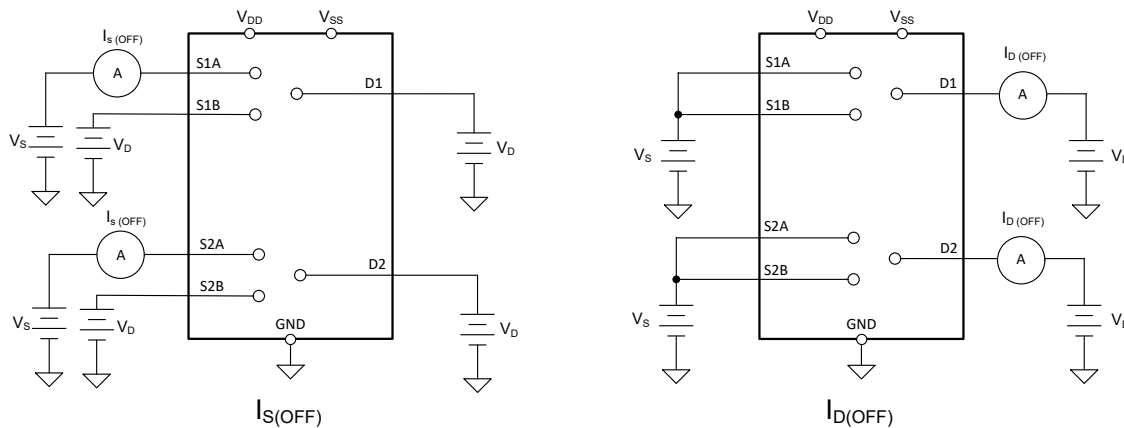 VDD VSS
Is (OFF)
A
S1A
D1
S1B
VS
VD
VD
Is (OFF)
A
S2A
D2
S2B
VS
VD
VD
GND
IS(OFF)
VDD VSS
S1A
ID (OFF)
D1
A
S1B
VS
VD
S2A
ID (OFF)
D2
A
S2B
VS
VD
GND
ID(OFF)